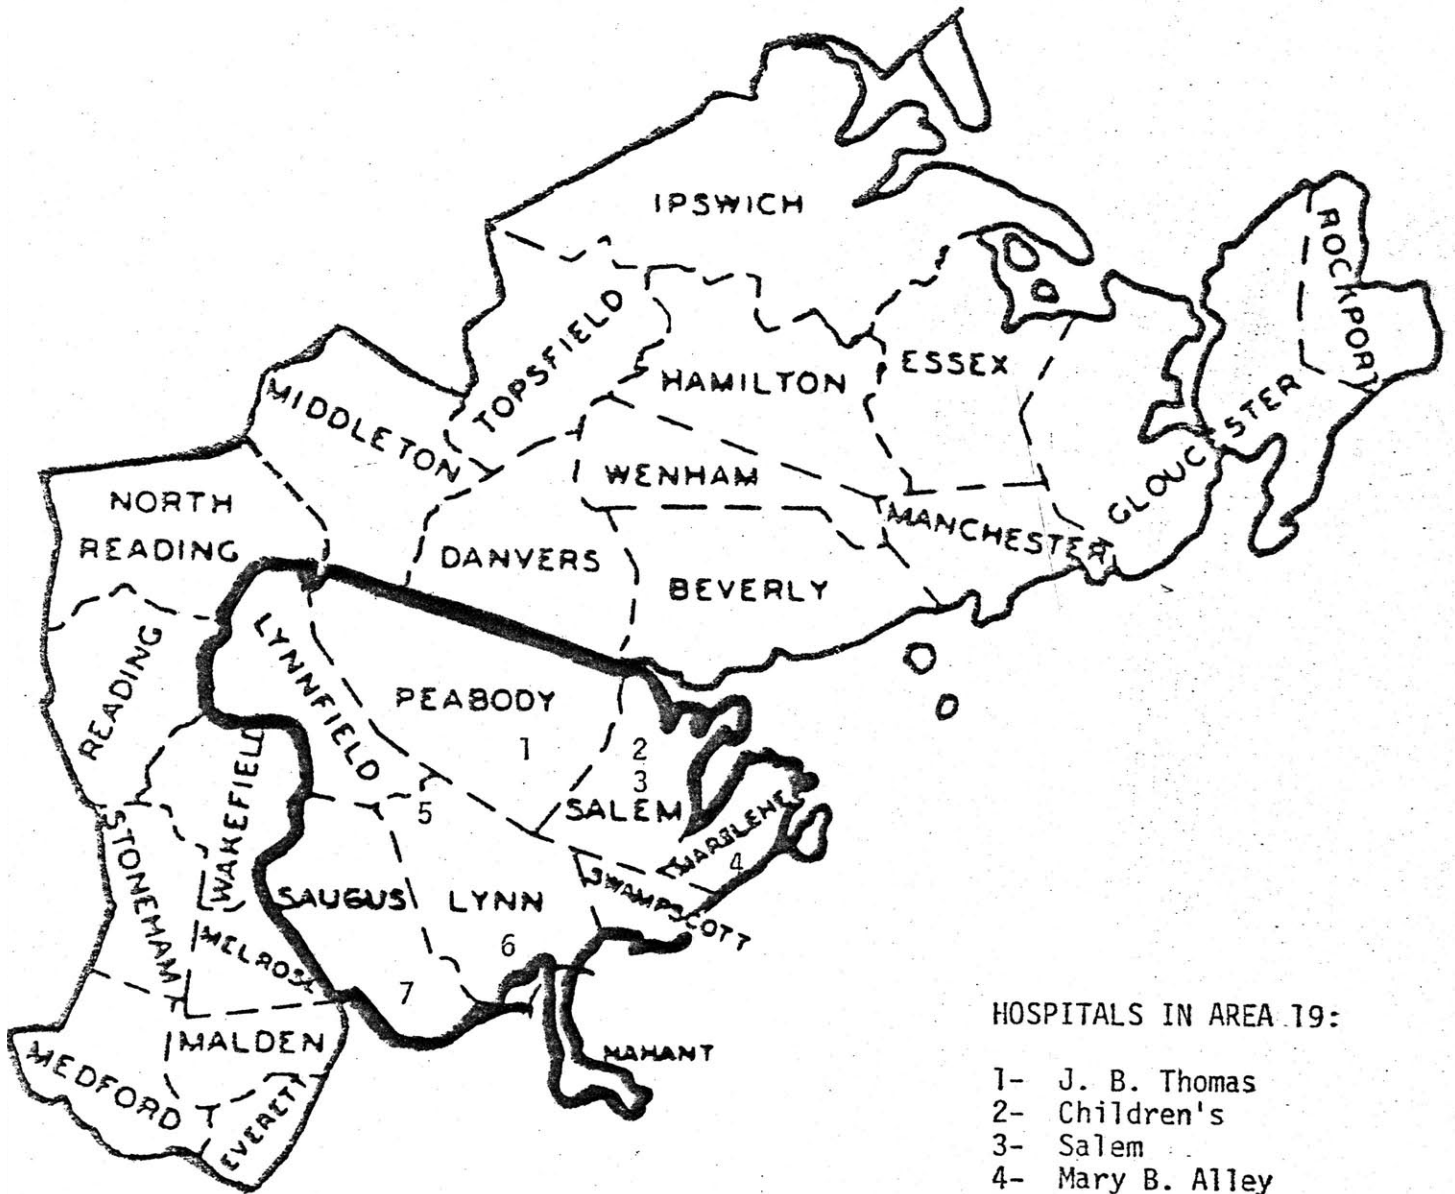 IPSWICH
ROCKPORT
TOPSFIELD
HAMILTON
ESSEX
MIDDLETON
GLOUCESTER
WENHAM
NORTH
READING
MANCHESTER
DANVERS
BEVERLY
LYNNFIELD
READING
PEABODY
1
2
3
WAKEFIELD
5
SALEM
MARBLEHE
4
STONEHAM
SAUGUS
LYNN
SWAMPSCOTT
MELROSE
6
7
MALDEN
NAHANT
MEDFORD
EVERETT
HOSPITALS IN AREA 19:
1- J. B. Thomas
2- Children's
3- Salem
4- Mary B. Alley